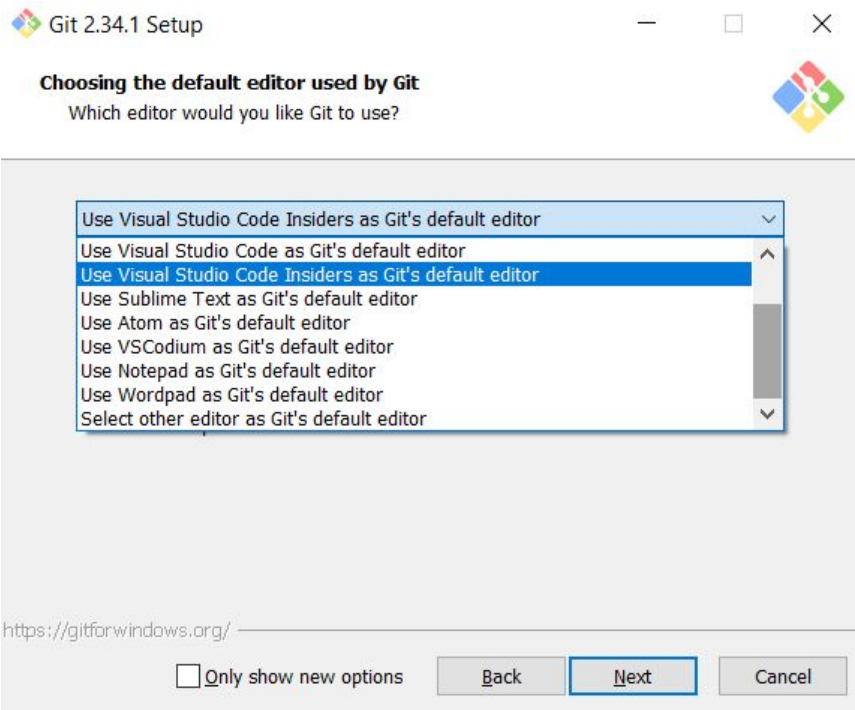 Git 2.34.1 Setup
Choosing the default editor used by Git
Which editor would you like Git to use?
Use Visual Studio Code Insiders as Git's default editor
Use Visual Studio Code as Git's default editor
Use Visual Studio Code Insiders as Git's default editor
Use Sublime Text as Git's default editor
Use Atom as Git's default editor
Use VSCodium as Git's default editor
Use Notepad as Git's default editor
Use Wordpad as Git's default editor
Select other editor as Git's default editor
https://gitforwindows.org/
Only show new options
Back
Next
Cancel